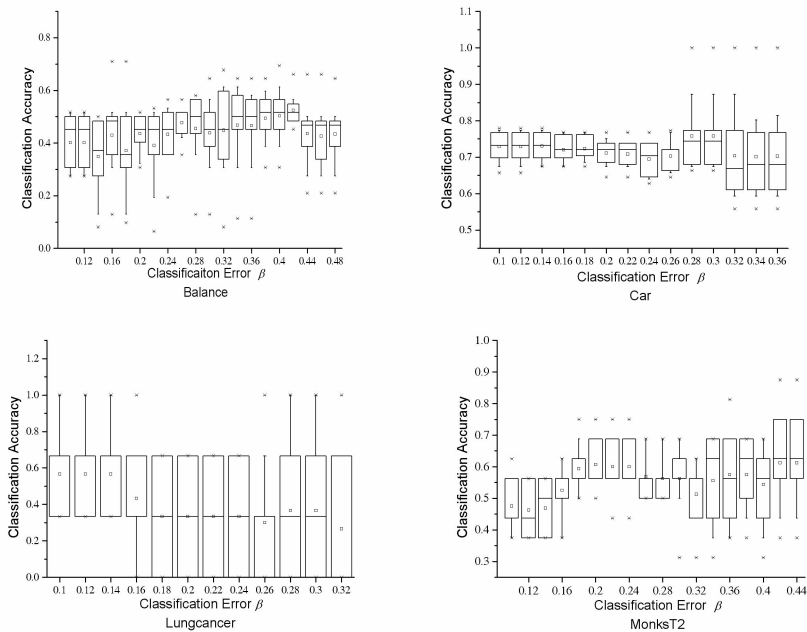 0.8
0.6
0.4
0.2
0.0
Classification Accuracy
0.12 0.16 0.2 0.24 0.28 0.32 0.36 0.4 0.44 0.48
Classificaiton Error β
Balance
1.1
1.0
0.9
0.8
0.7
0.6
0.5
Classification Accuracy
0.1 0.12 0.14 0.16 0.18 0.2 0.22 0.24 0.26 0.28 0.3 0.32 0.34 0.36
Classification Error β
Car
1.2
1.0
0.8
0.6
0.4
0.2
0.0
Classification Accuracy
0.1 0.12 0.14 0.16 0.18 0.2 0.22 0.24 0.26 0.28 0.3 0.32
Classification Error β
Lungcancer
1.0
0.9
0.8
0.7
0.6
0.5
0.4
0.3
Classification Accuracy
0.12 0.16 0.2 0.24 0.28 0.32 0.36 0.4 0.44
Classification Error β
MonksT2